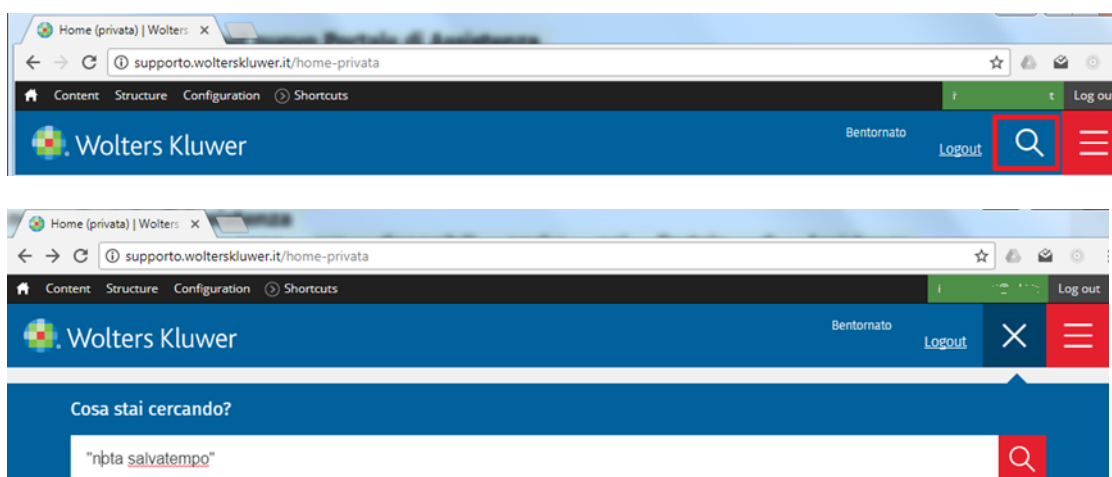 Home (privata) | Wolters
supporto.wolterskluwer.it/home-privata
Content Structure Configuration Shortcuts Log ou
Wolters Kluwer
Bentornato
Logout
Home (privata) | Wolters
supporto.wolterskluwer.it/home-privata
Content Structure Configuration Shortcuts Log out
Wolters Kluwer
Bentornato
Logout
Cosa stai cercando?
"nota salvatempo"